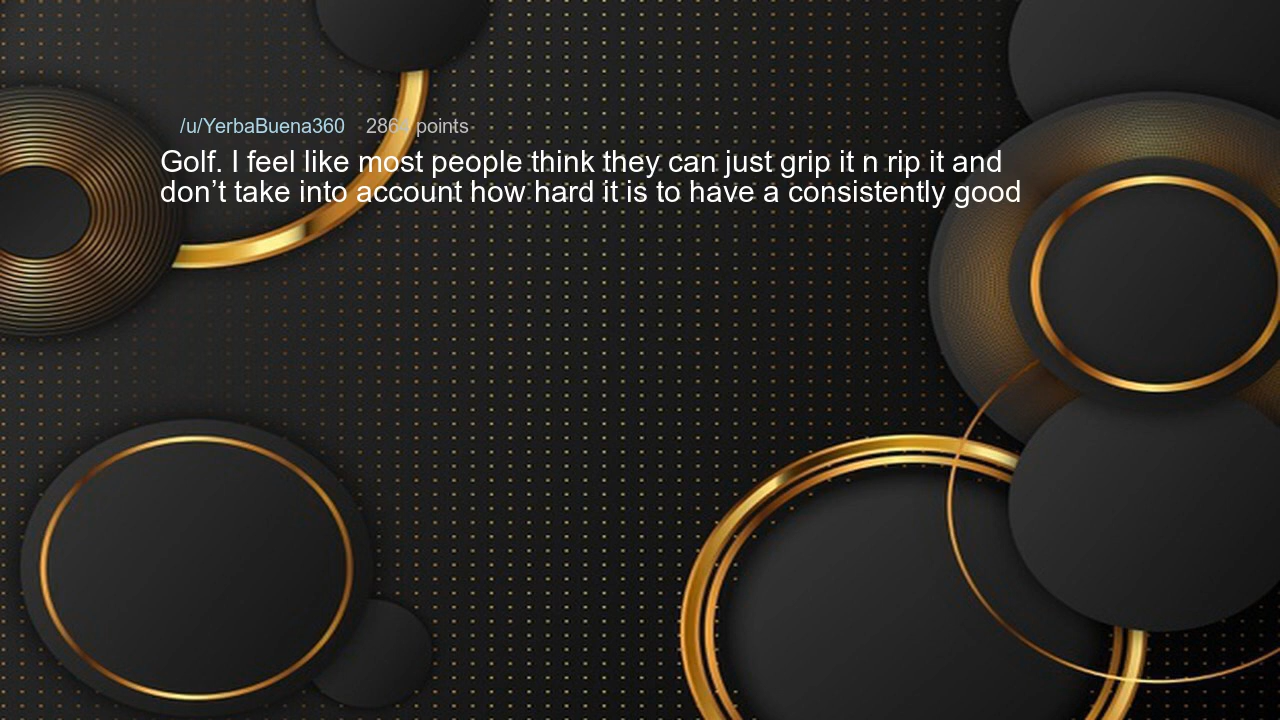 /u/YerbaBuena360 2864 points
Golf. I feel like most people think they can just grip it n rip it and
don’t take into account how hard it is to have a consistently good